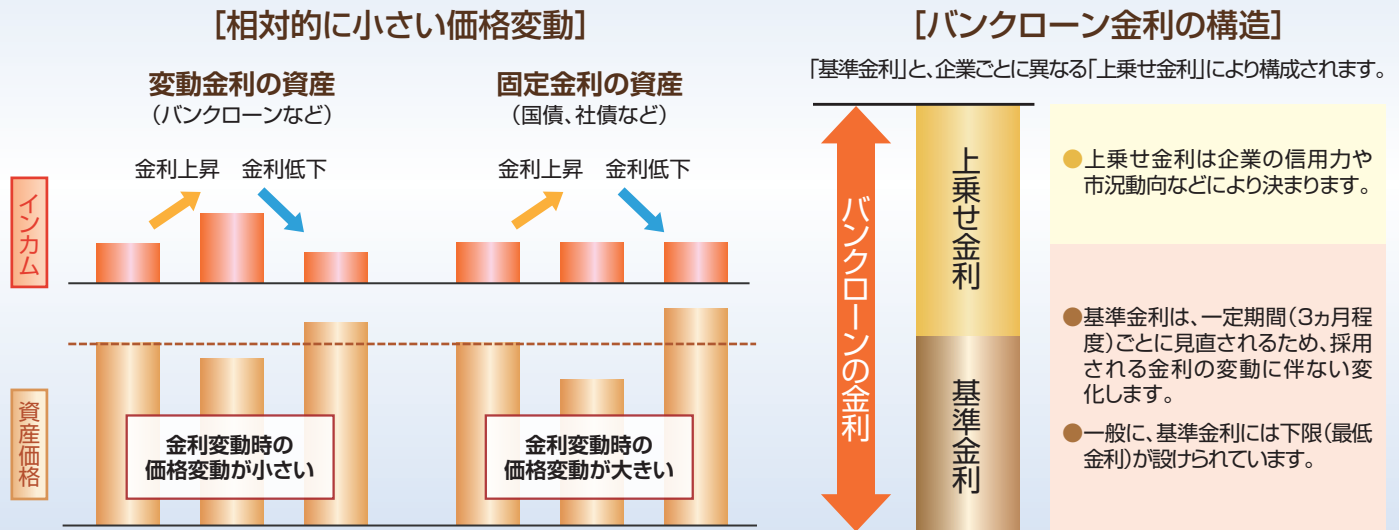 [相対的に小さい価格変動]
変動金利の資産
（バンクローンなど）
固定金利の資産
（国債、社債など）
金利上昇
金利低下
金利上昇
金利低下
インカム
資産価格
金利変動時の
価格変動が小さい
金利変動時の
価格変動が大きい
[バンクローン金利の構造]
「基準金利」と、企業ごとに異なる「上乗せ金利」により構成されます。
バンクローンの金利
上乗せ金利
基準金利
●上乗せ金利は企業の信用力や
市況動向などにより決まります。
●基準金利は、一定期間（3ヵ月程
度）ごとに見直されるため、採用
される金利の変動に伴ない変
化します。
●一般に、基準金利には下限（最低
金利）が設けられています。